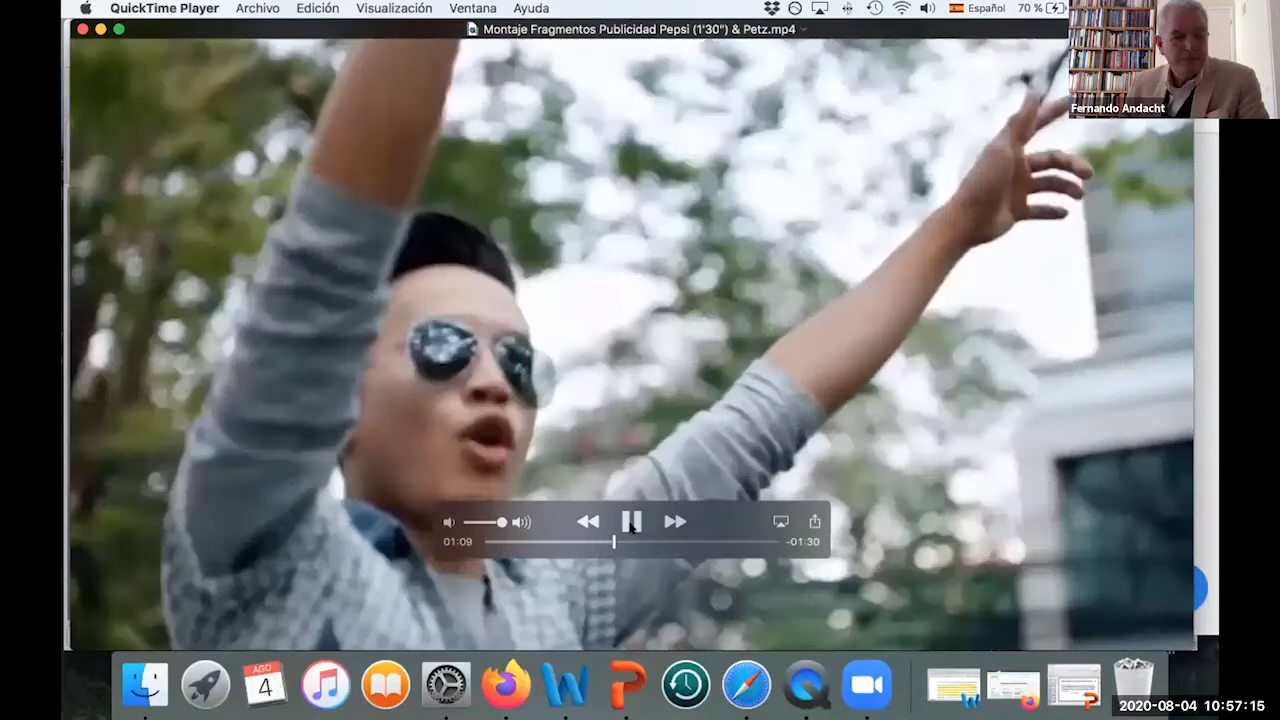 QuickTime Player Archivo Edición Visualización Ventana Ayuda Español 70 %
Montaje Fragmentos Publicidad Pepsi (1'30") & Petz.mp4
Fernando Andacht
01:09 -01:30
AGO
4
2020-08-04 10:57:15